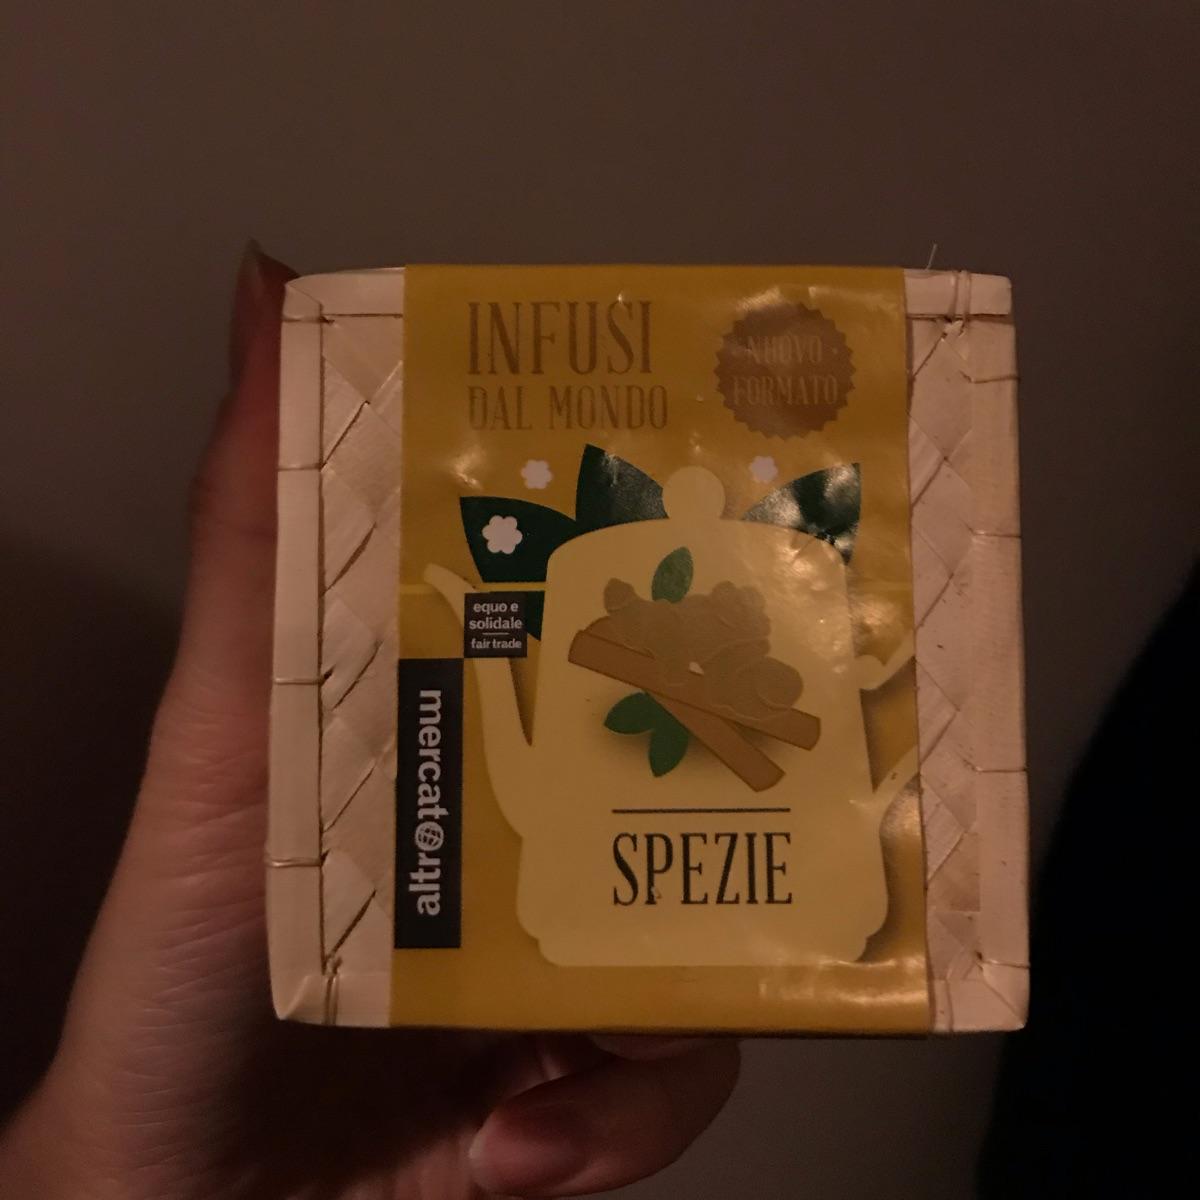 INFUSI
DAL MONDO
NUOVO
FORMATO
equo e
solidale
fair trade
altromercato
SPEZIE